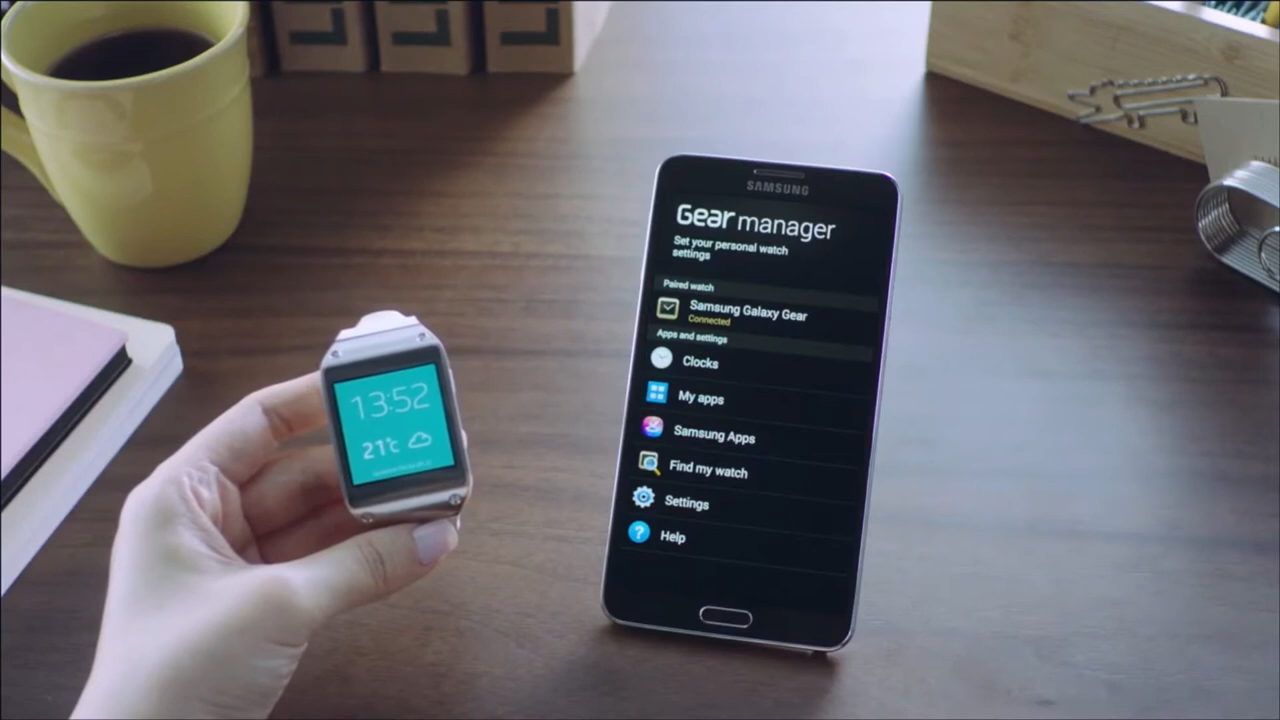 SAMSUNG
Gear manager
Set your personal watch
settings
Paired watch
Samsung Galaxy Gear
Connected
Apps and settings
Clocks
My apps
Samsung Apps
Find my watch
Settings
Help
13:52
21°c